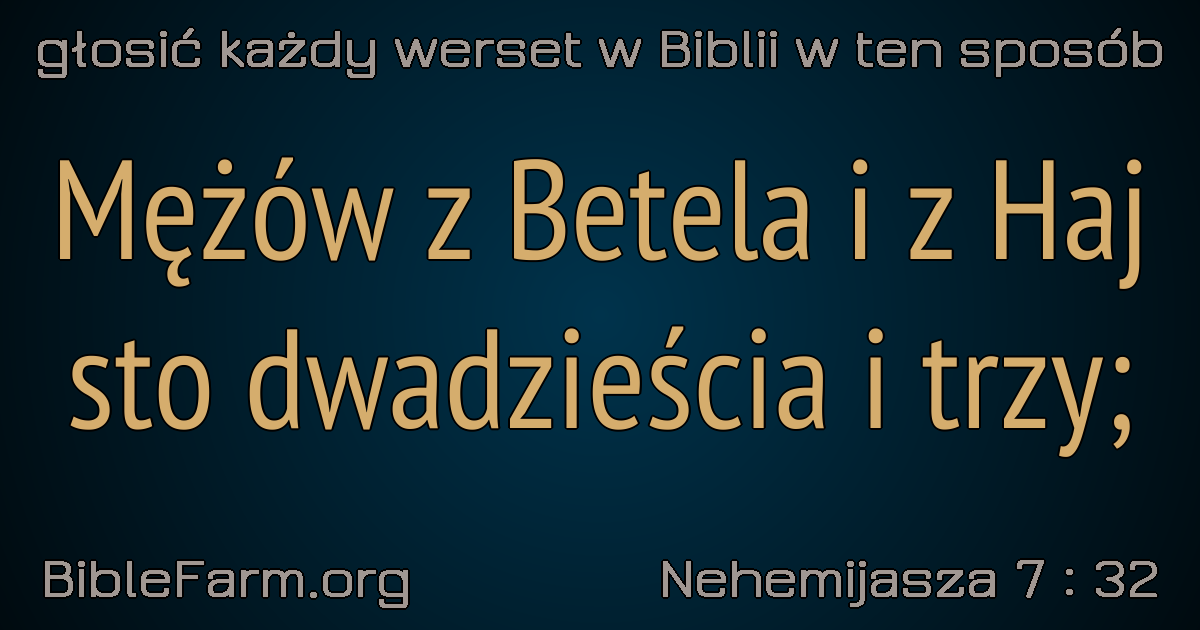 głosić każdy werset w Biblii w ten sposób
Mężów z Betela i z Haj
sto dwadzieścia i trzy;
BibleFarm.org
Nehemijasza 7 : 32